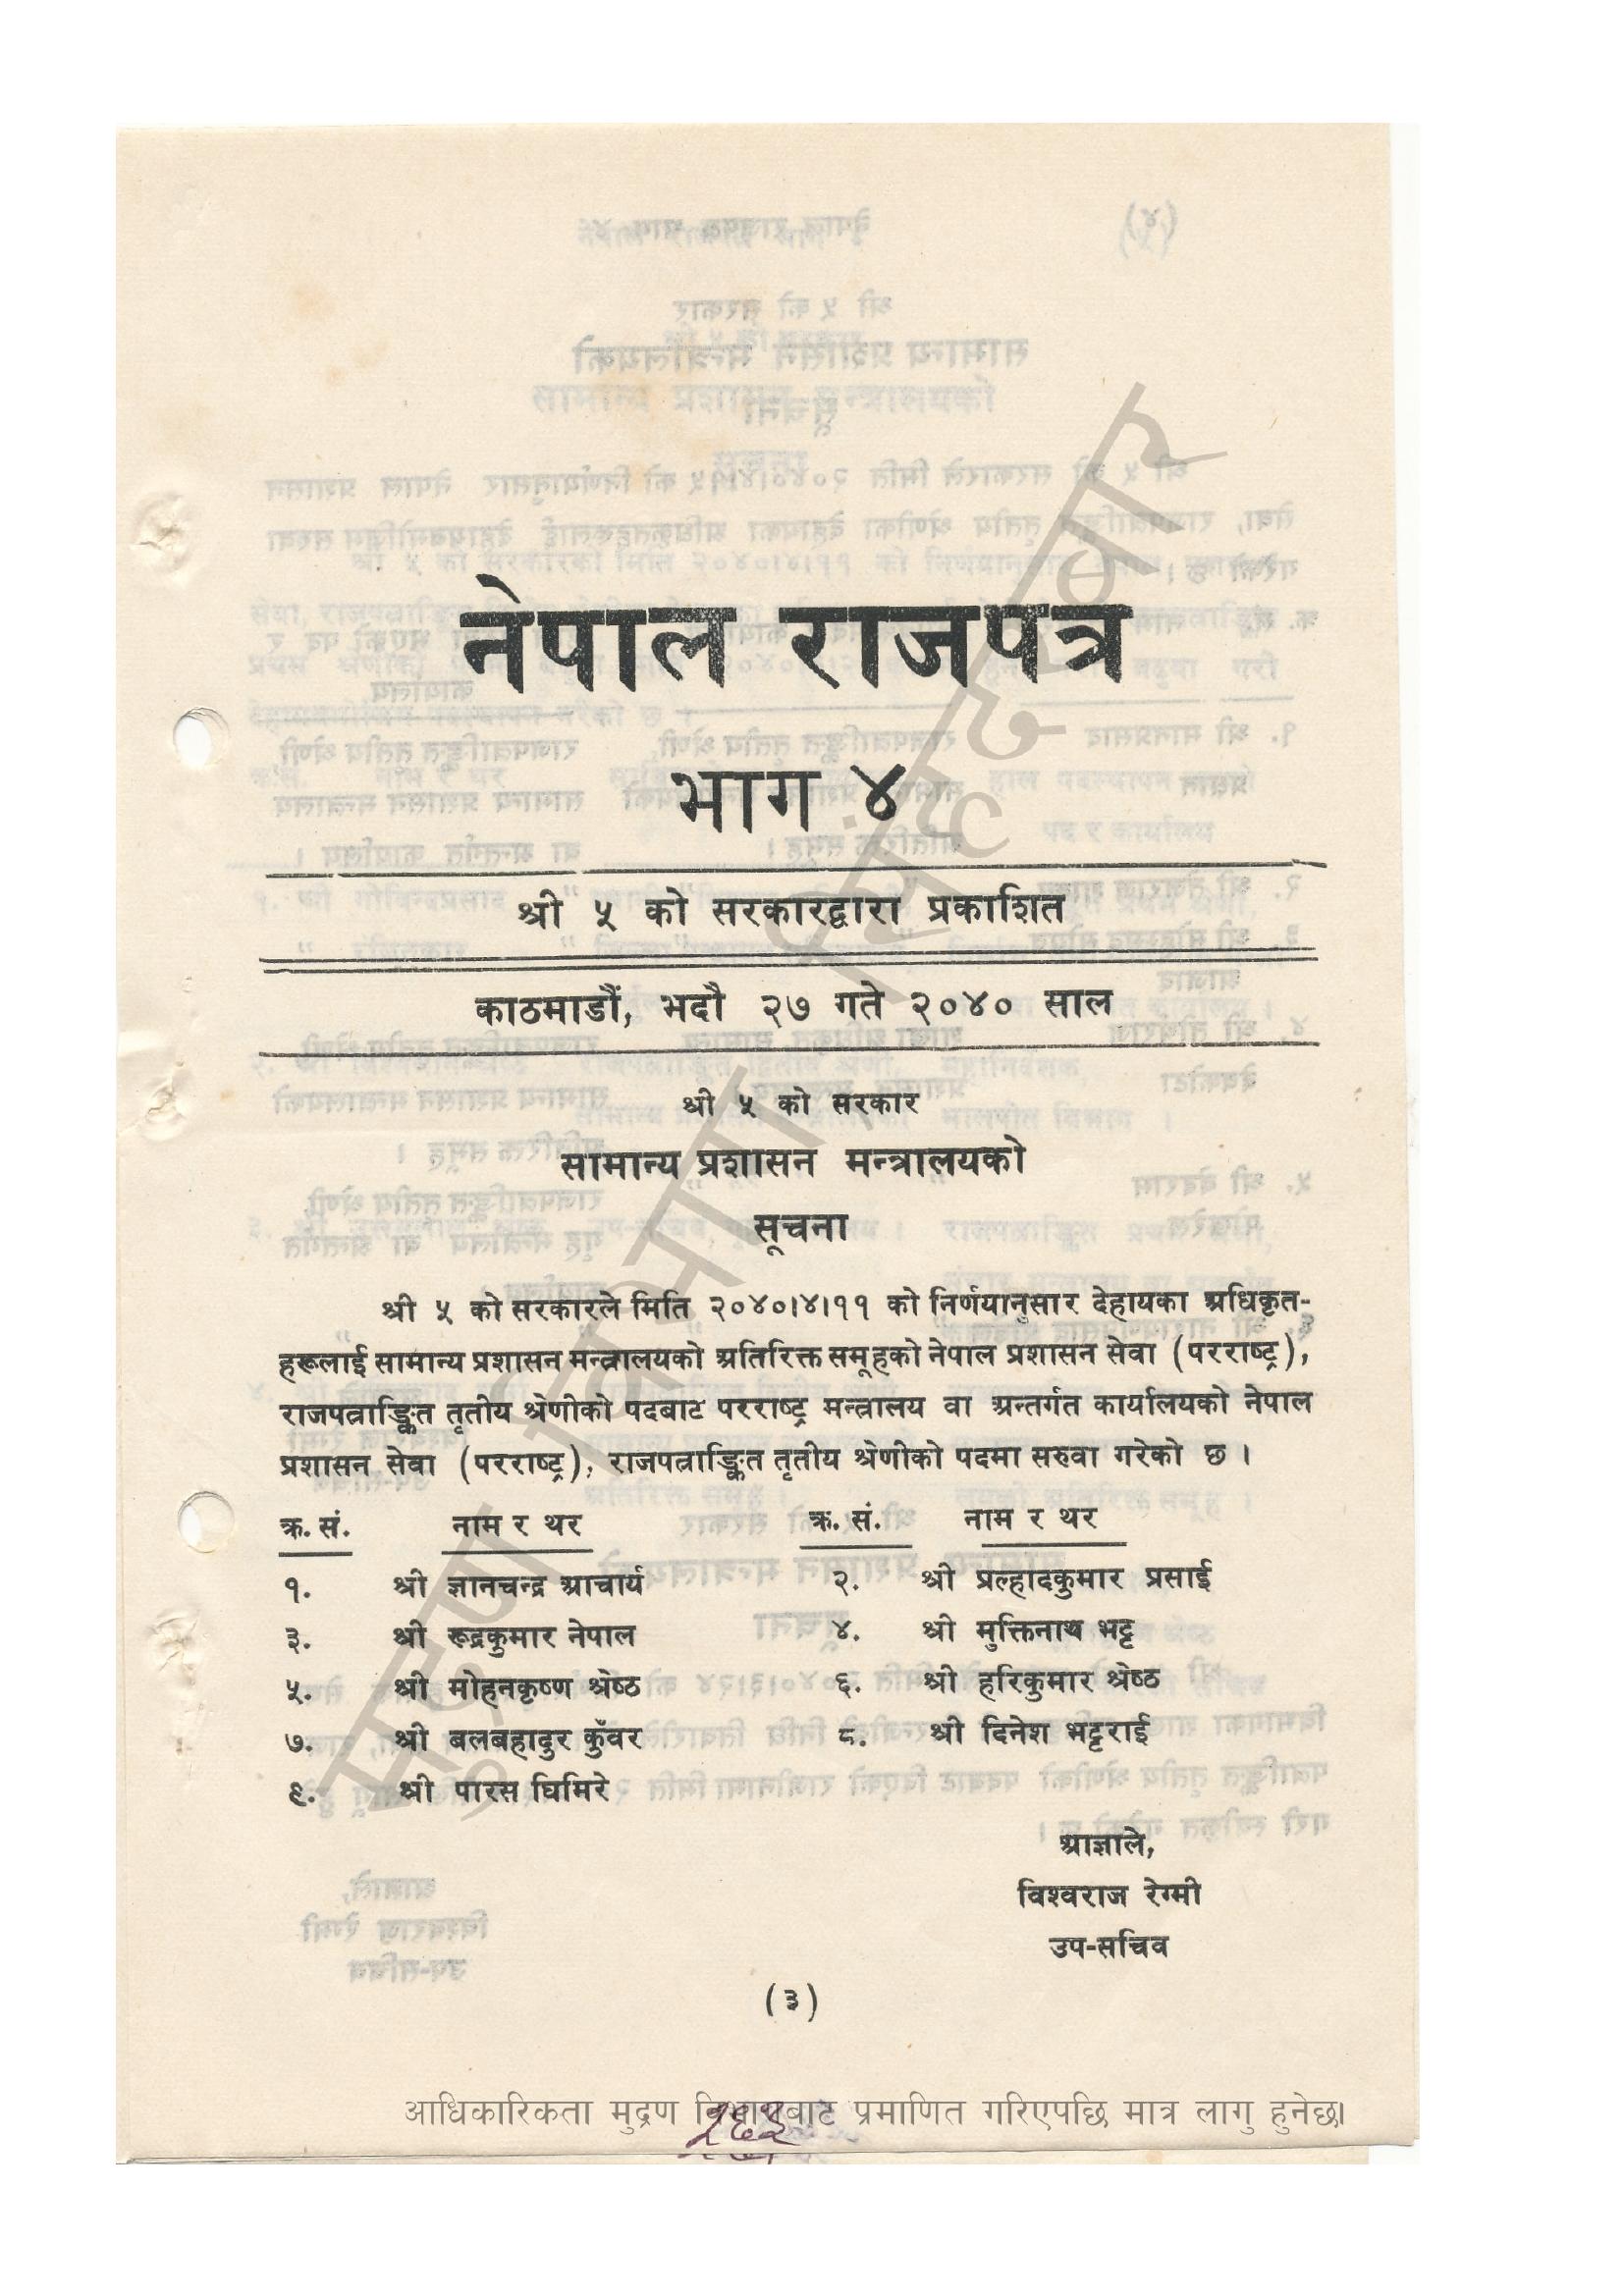 नेपाल राजपत्र
भाग ४
श्री ५ को सरकारद्वारा प्रकाशित
काठमाडौं, भदौ २७ गते २०४० साल
श्री ५ को सरकार
सामान्य प्रशासन मन्त्रालयको
सूचना
श्री ५ को सरकारले मिति २०४०।४।११ को निर्णयानुसार देहायका अधिकृत-
हरूलाई सामान्य प्रशासन मन्त्रालयको अतिरिक्त समूहको नेपाल प्रशासन सेवा (परराष्ट्र),
राजपत्राङ्कित तृतीय श्रेणीको पदबाट परराष्ट्र मन्त्रालय वा अन्तर्गत कार्यालयको नेपाल
प्रशासन सेवा (परराष्ट्र), राजपत्राङ्कित तृतीय श्रेणीको पदमा सरुवा गरेको छ ।
क्र. सं. नाम र थर क्र. सं. नाम र थर
१. श्री ज्ञानचन्द्र आचार्य २. श्री प्रल्हादकुमार प्रसाई
३. श्री रूद्रकुमार नेपाल ४. श्री मुक्तिनाथ भट्ट
५. श्री मोहनकृष्ण श्रेष्ठ ६. श्री हरिकुमार श्रेष्ठ
७. श्री बलबहादुर कुँवर ८. श्री दिनेश भट्टराई
९. श्री पारस घिमिरे
आज्ञाले,
विश्वराज रेग्मी
उप-सचिव
(३)
मुद्रण विभाग सिंहदरबार
आधिकारिकता मुद्रण विभागबाट प्रमाणित गरिएपछि मात्र लागु हुनेछ।